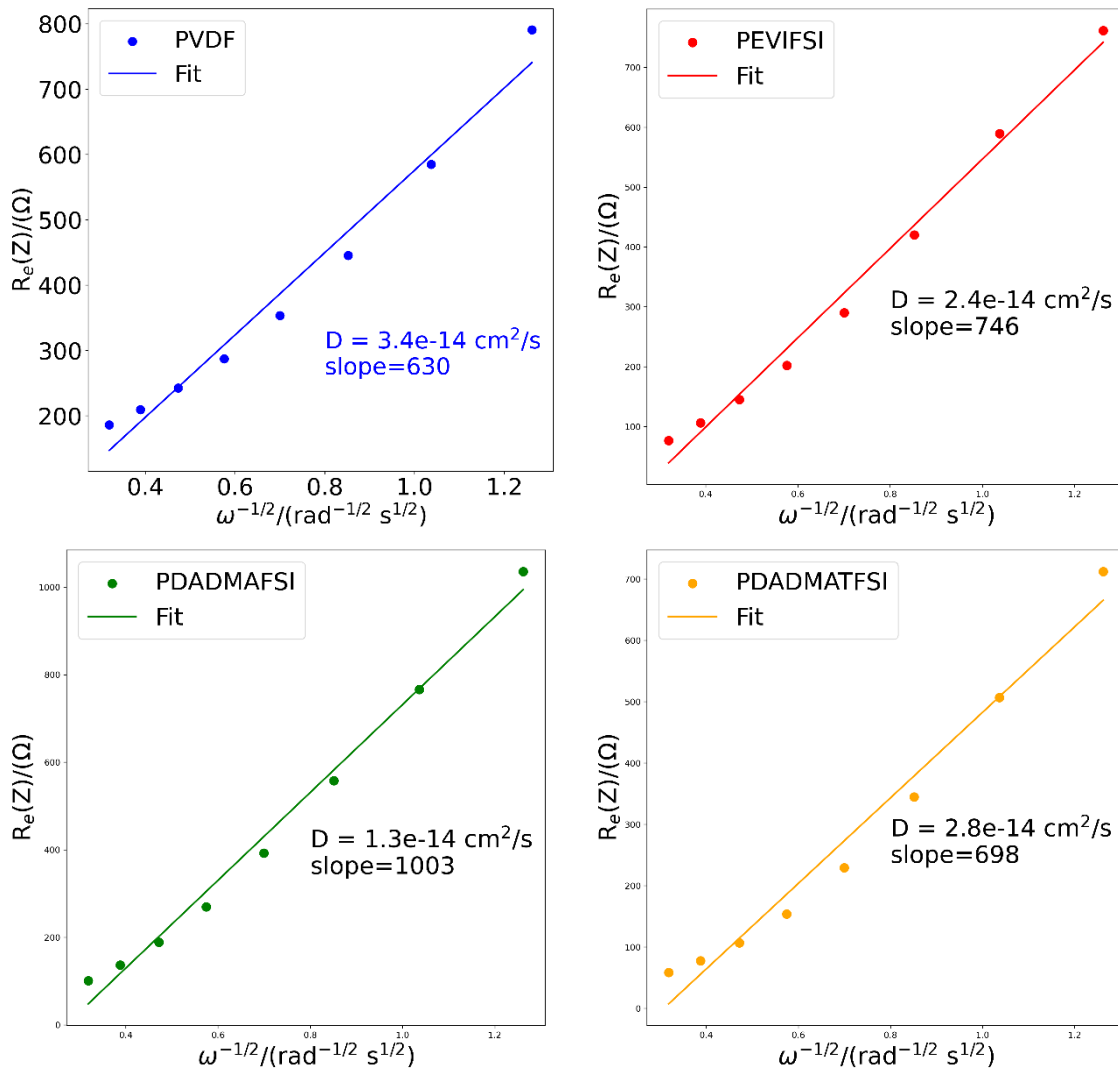 PVDF
Fit
800
700
600
500
400
300
200
R_e(Z)/(Ω)
D = 3.4e-14 cm²/s
slope=630
0.4 0.6 0.8 1.0 1.2
ω⁻¹/²/(rad⁻¹/² s¹/²)
PEVIFSI
Fit
700
600
500
400
300
200
100
R_e(Z)/(Ω)
D = 2.4e-14 cm²/s
slope=746
0.4 0.6 0.8 1.0 1.2
ω⁻¹/²/(rad⁻¹/² s¹/²)
PDADMAFSI
Fit
1000
800
600
400
200
0
R_e(Z)/(Ω)
D = 1.3e-14 cm²/s
slope=1003
0.4 0.6 0.8 1.0 1.2
ω⁻¹/²/(rad⁻¹/² s¹/²)
PDADMATFSI
Fit
700
600
500
400
300
200
100
0
R_e(Z)/(Ω)
D = 2.8e-14 cm²/s
slope=698
0.4 0.6 0.8 1.0 1.2
ω⁻¹/²/(rad⁻¹/² s¹/²)